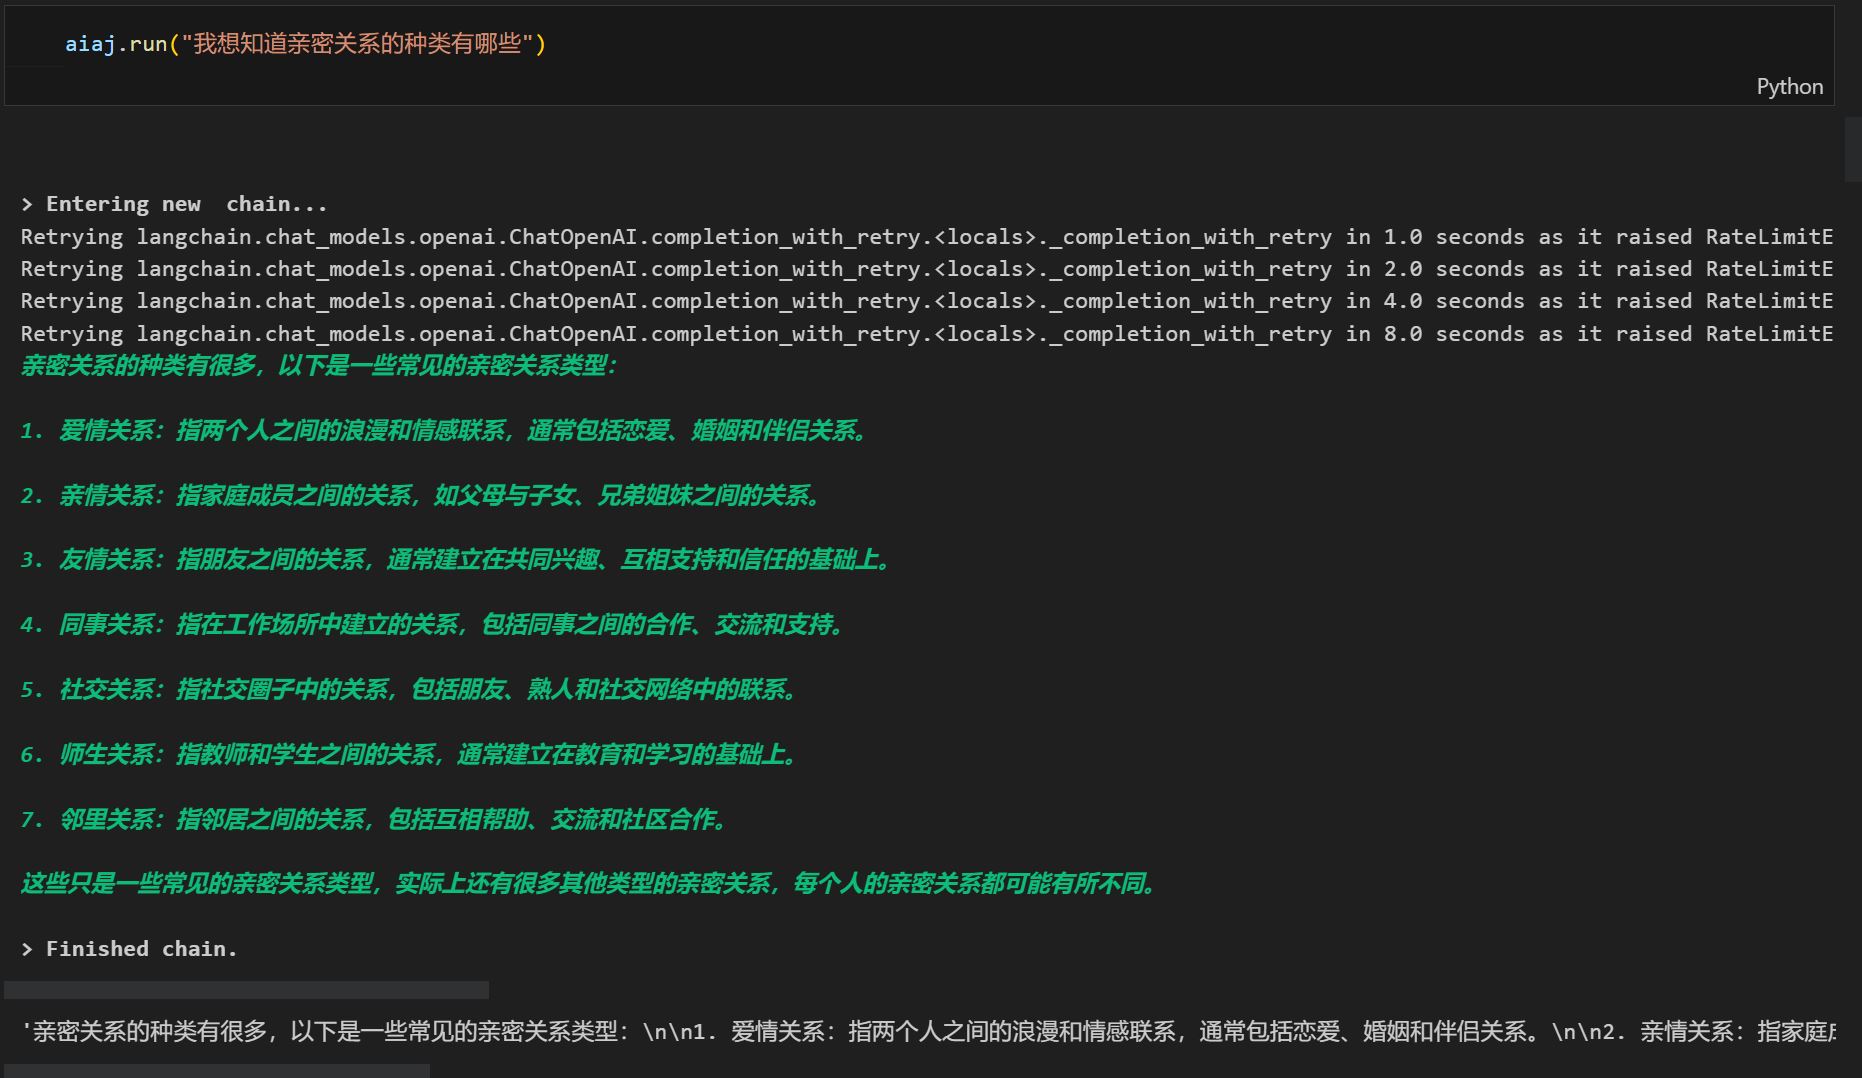 aiaj.run("我想知道亲密关系的种类有哪些")
Python
> Entering new  chain...
Retrying langchain.chat_models.openai.ChatOpenAI.completion_with_retry.<locals>._completion_with_retry in 1.0 seconds as it raised RateLimitE
Retrying langchain.chat_models.openai.ChatOpenAI.completion_with_retry.<locals>._completion_with_retry in 2.0 seconds as it raised RateLimitE
Retrying langchain.chat_models.openai.ChatOpenAI.completion_with_retry.<locals>._completion_with_retry in 4.0 seconds as it raised RateLimitE
Retrying langchain.chat_models.openai.ChatOpenAI.completion_with_retry.<locals>._completion_with_retry in 8.0 seconds as it raised RateLimitE
亲密关系的种类有很多，以下是一些常见的亲密关系类型：
1. 爱情关系：指两个人之间的浪漫和情感联系，通常包括恋爱、婚姻和伴侣关系。
2. 亲情关系：指家庭成员之间的关系，如父母与子女、兄弟姐妹之间的关系。
3. 友情关系：指朋友之间的关系，通常建立在共同兴趣、互相支持和信任的基础上。
4. 同事关系：指在工作场所中建立的关系，包括同事之间的合作、交流和支持。
5. 社交关系：指社交圈子中的关系，包括朋友、熟人和社交网络中的联系。
6. 师生关系：指教师和学生之间的关系，通常建立在教育和学习的基础上。
7. 邻里关系：指邻居之间的关系，包括互相帮助、交流和社区合作。
这些只是一些常见的亲密关系类型，实际上还有很多其他类型的亲密关系，每个人的亲密关系都可能有所不同。
> Finished chain.
'亲密关系的种类有很多，以下是一些常见的亲密关系类型：\n\n1. 爱情关系：指两个人之间的浪漫和情感联系，通常包括恋爱、婚姻和伴侣关系。\n\n2. 亲情关系：指家庭